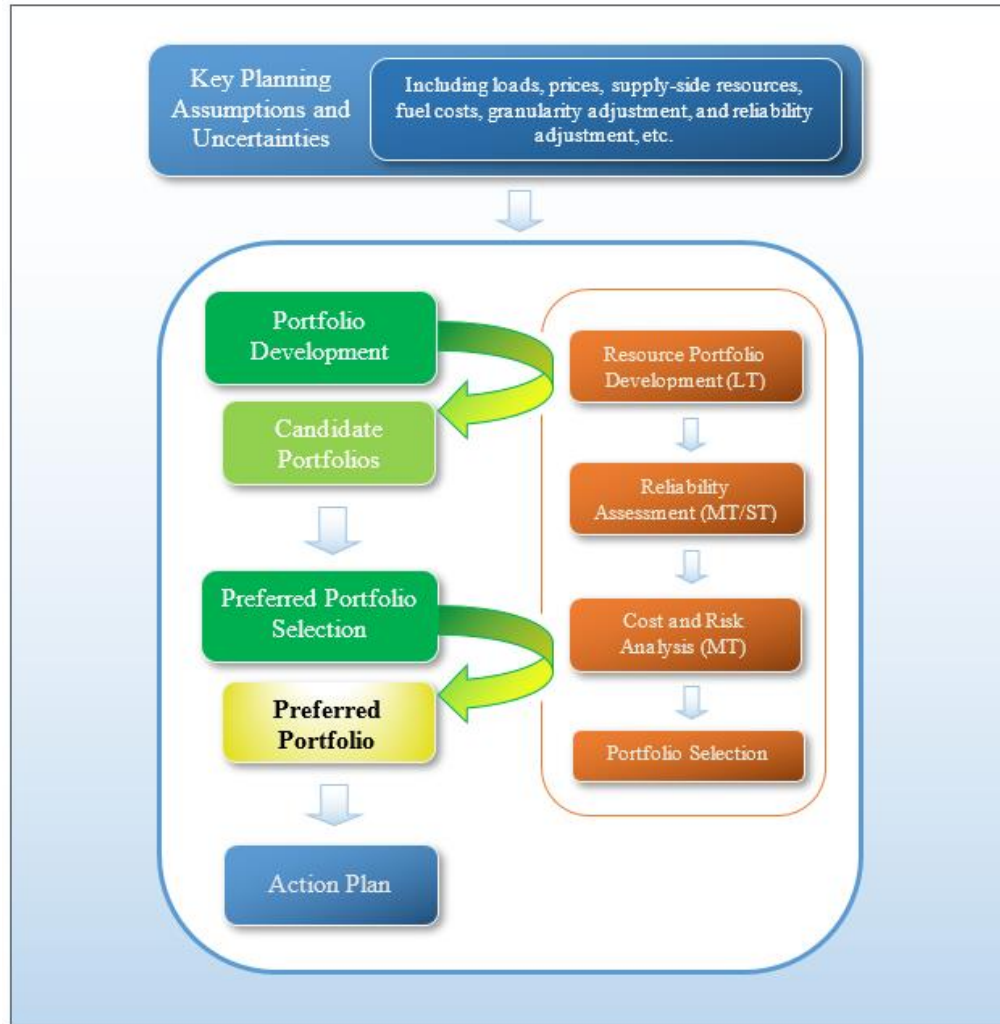 Key Planning
Assumptions and
Uncertainties
Including loads, prices, supply-side resources,
fuel costs, granularity adjustment, and reliability
adjustment, etc.
Portfolio
Development
Candidate
Portfolios
Preferred Portfolio
Selection
Preferred
Portfolio
Action Plan
Resource Portfolio
Development (LT)
Reliability
Assessment (MT/ST)
Cost and Risk
Analysis (MT)
Portfolio Selection